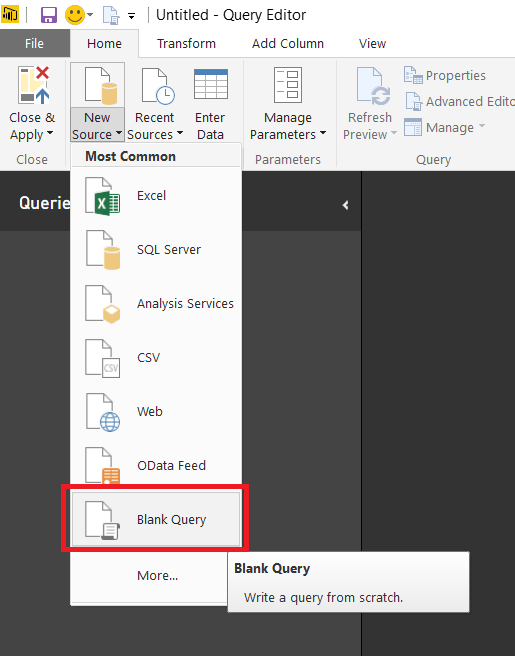 Untitled - Query Editor
File Home Transform Add Column View
Close & New Recent Enter Manage Refresh Properties
Apply Source Sources Data Parameters Preview Advanced Edito
Manage
Close Parameters Query
Most Common
Querie
Excel
SQL Server
Analysis Services
CSV
CSV
Web
OData Feed
Blank Query
Blank Query
More...
Write a query from scratch.